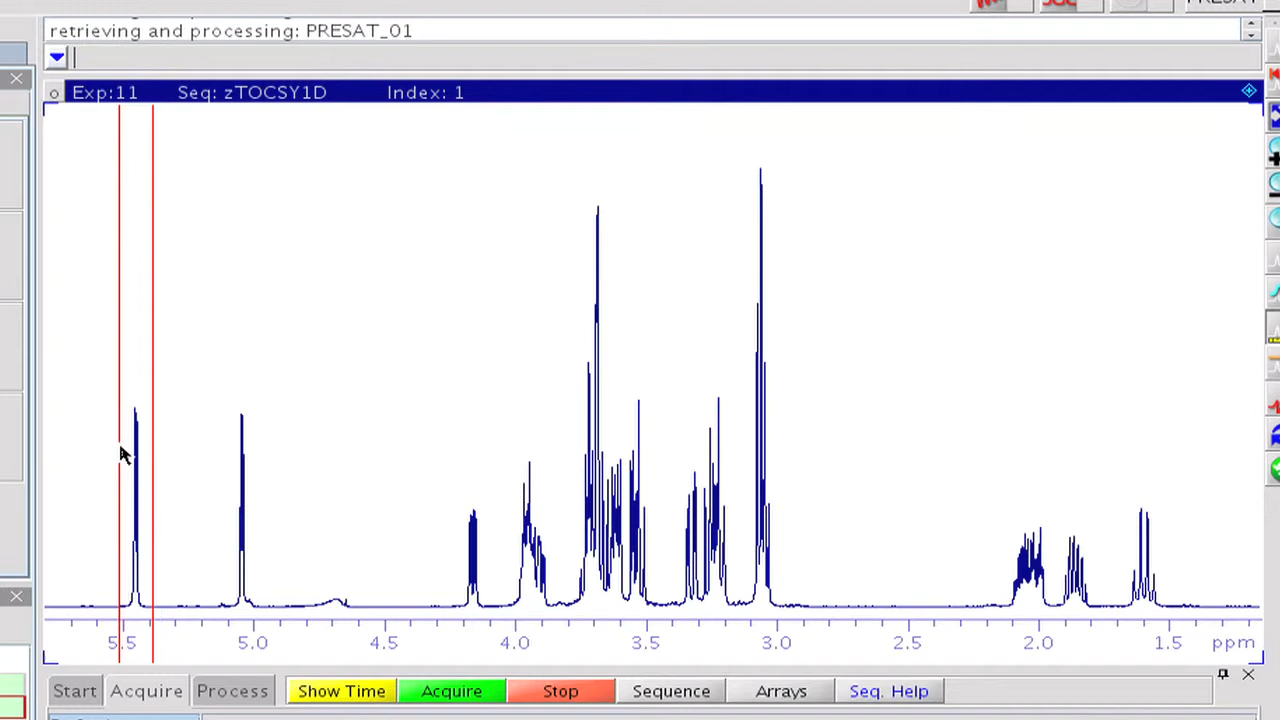 retrieving and processing: PRESAT_01
Exp:11 Seq: zTOCSY1D Index: 1
5.5 5.0 4.5 4.0 3.5 3.0 2.5 2.0 1.5 ppm
Start Acquire Process Show Time Acquire Stop Sequence Arrays Seq. Help